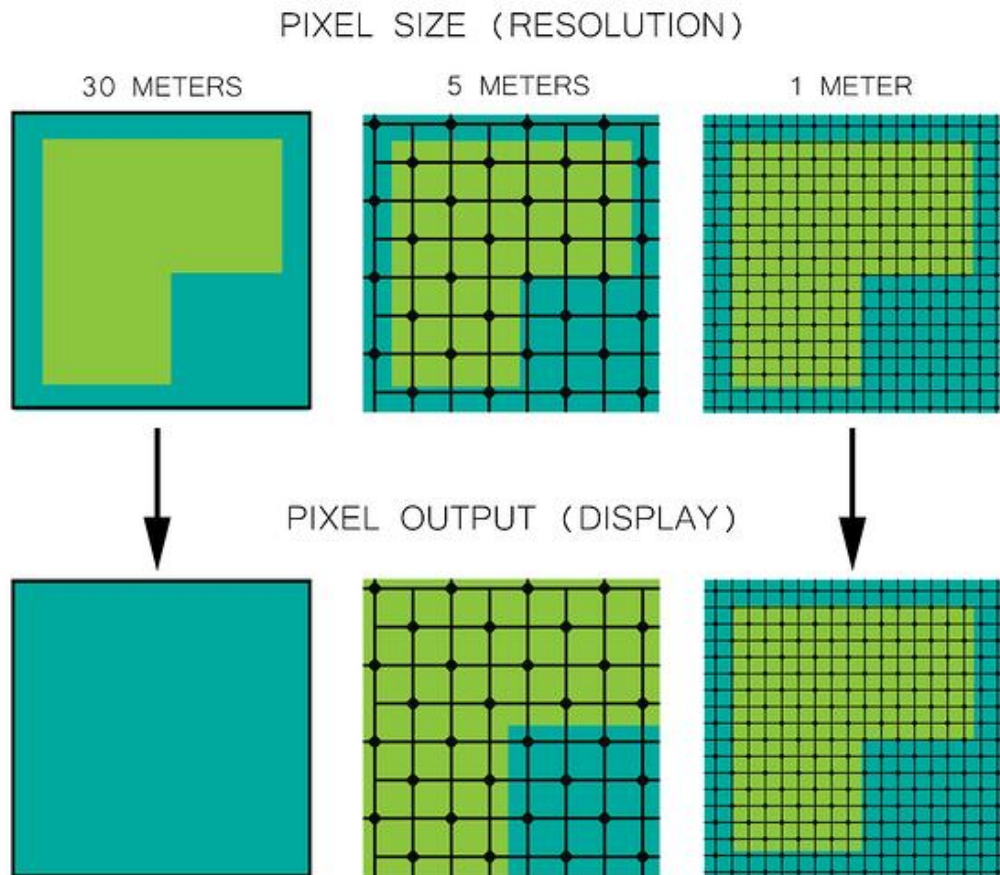 PIXEL SIZE (RESOLUTION)
30 METERS
5 METERS
1 METER
PIXEL OUTPUT (DISPLAY)